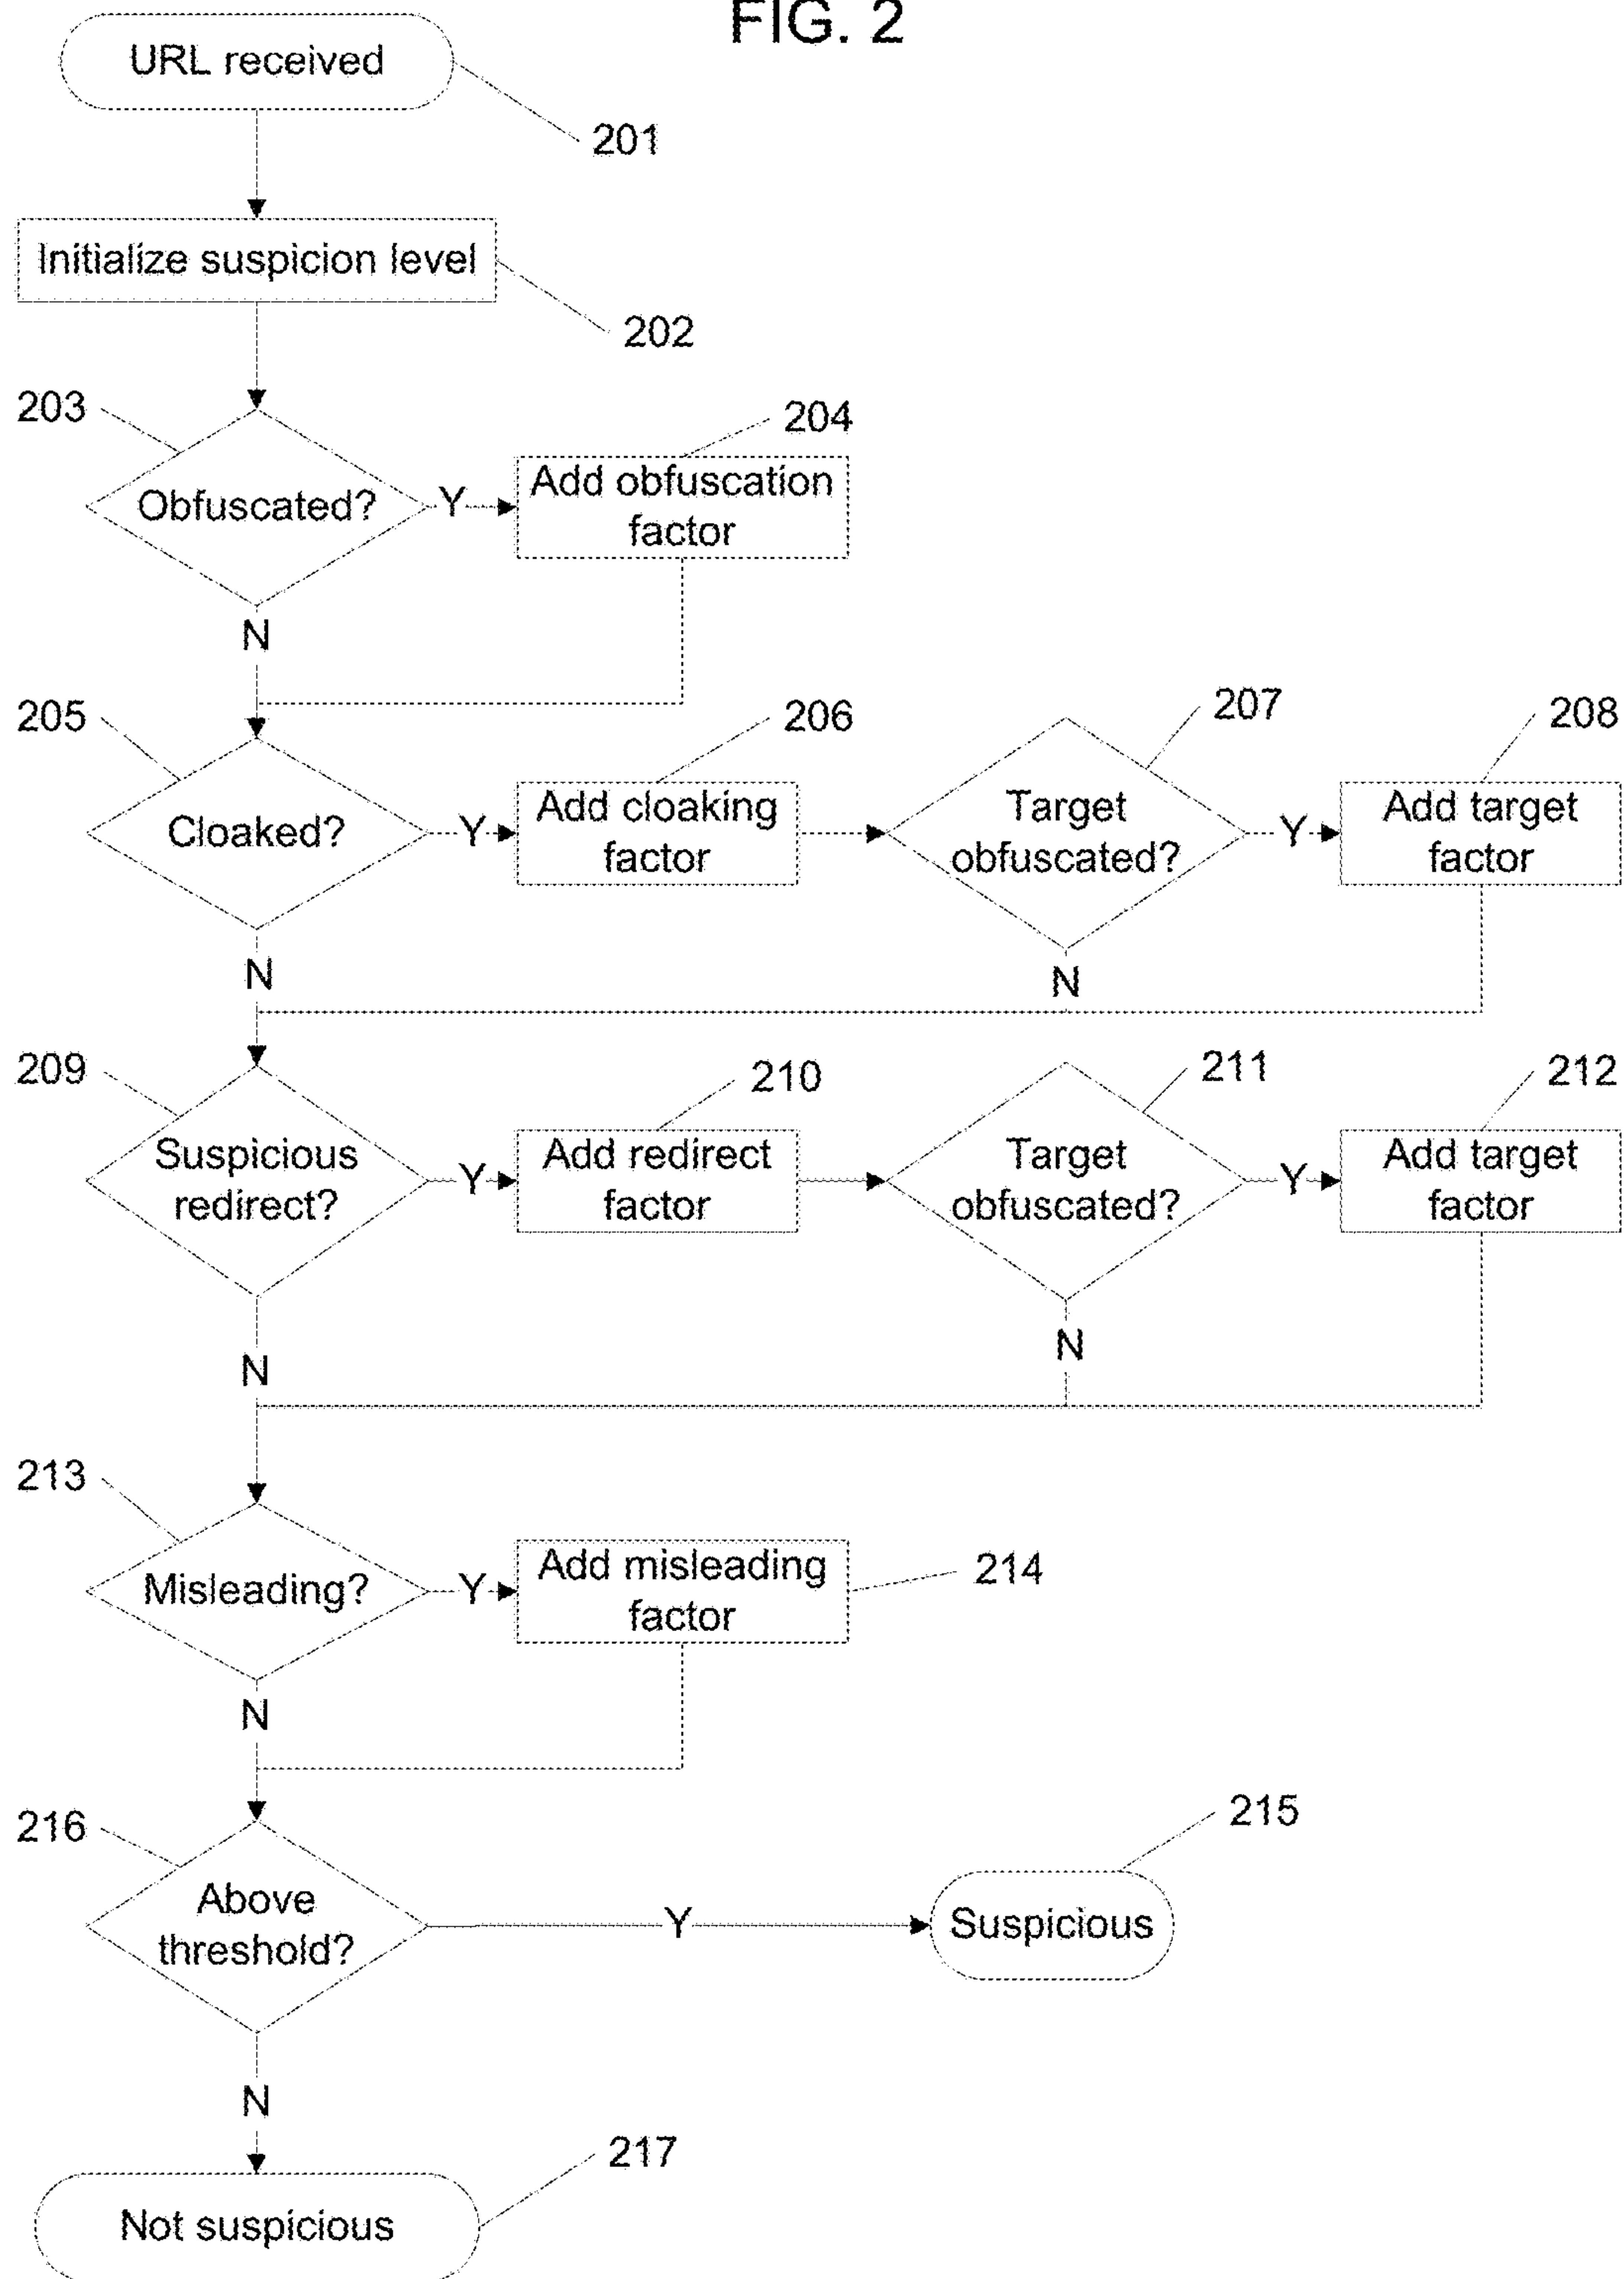 FIG. 2
URL received
201
Initialize suspicion level
202
203
204
Obfuscated?
Y
Add obfuscation
factor
N
205
206
207
208
Cloaked?
Y
Add cloaking
factor
Target
obfuscated?
Y
Add target
factor
N
N
209
210
211
212
Suspicious
redirect?
Y
Add redirect
factor
Target
obfuscated?
Y
Add target
factor
N
N
213
Misleading?
Y
Add misleading
factor
214
N
216
215
Above
threshold?
Y
Suspicious
N
217
Not suspicious